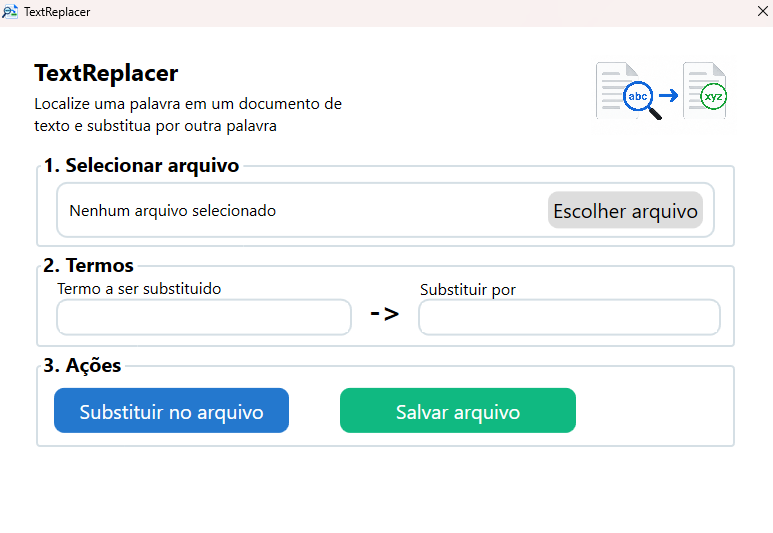 TextReplacer
TextReplacer
Localize uma palavra em um documento de
texto e substitua por outra palavra
abc
xyz
1. Selecionar arquivo
Nenhum arquivo selecionado
Escolher arquivo
2. Termos
Termo a ser substituido
Substituir por
->
3. Ações
Substituir no arquivo
Salvar arquivo